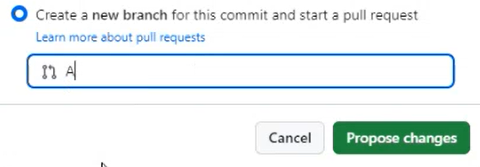 Create a new branch for this commit and start a pull request
Learn more about pull requests
A
Cancel Propose changes